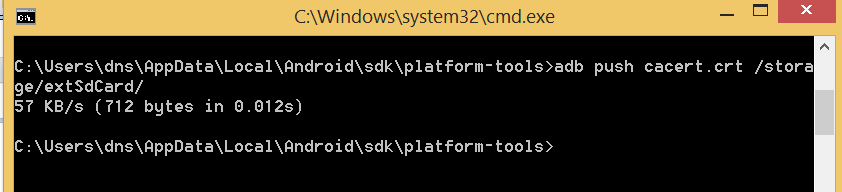 C:\Windows\system32\cmd.exe
C:\Users\dns\AppData\Local\Android\sdk\platform-tools>adb push cacert.crt /stora
ge/extSdCard/
57 KB/s (712 bytes in 0.012s)
C:\Users\dns\AppData\Local\Android\sdk\platform-tools>